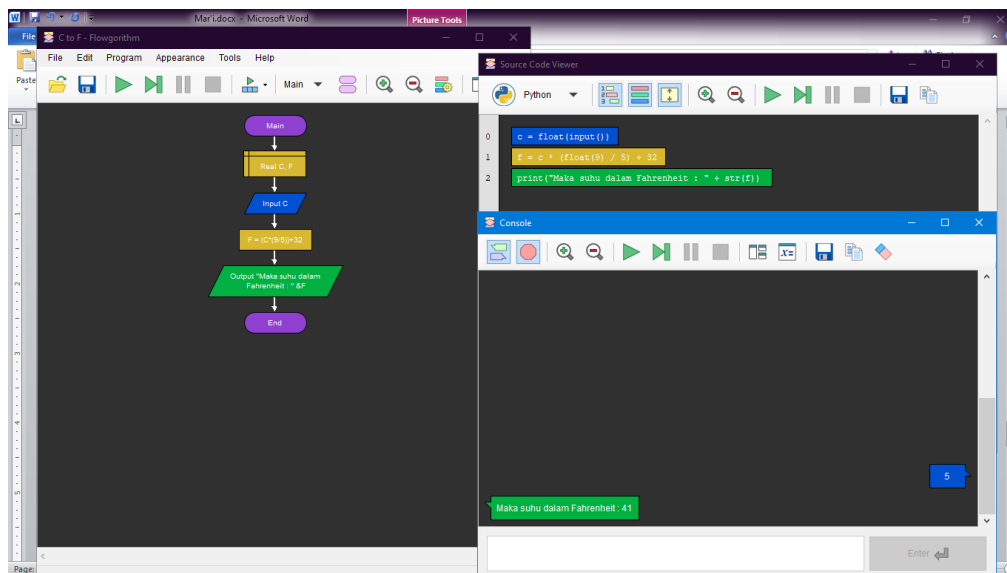 Mar'i.docx - Microsoft Word
Picture Tools
File
Paste
C to F - Flowgorithm
File Edit Program Appearance Tools Help
Main
Main
Real C, F
Input C
F = (C*(9/5))+32
Output "Maka suhu dalam
Fahrenheit : " &F
End
Page:
Source Code Viewer
Python
0 c = float(input())
1 f = c * (float(9) / 5) + 32
2 print("Maka suhu dalam Fahrenheit : " + str(f))
Console
5
Maka suhu dalam Fahrenheit : 41
Enter